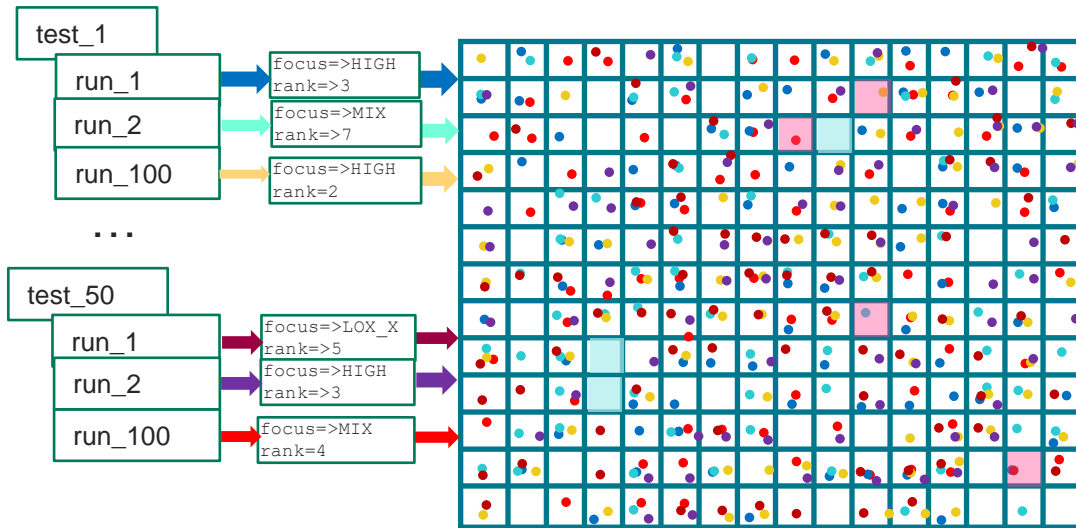 test_1
run_1
focus=>HIGH
rank=>3
run_2
focus=>MIX
rank=>7
run_100
focus=>HIGH
rank=2
...
test_50
run_1
focus=>LOX_X
rank=>5
run_2
focus=>HIGH
rank=>3
run_100
focus=>MIX
rank=4